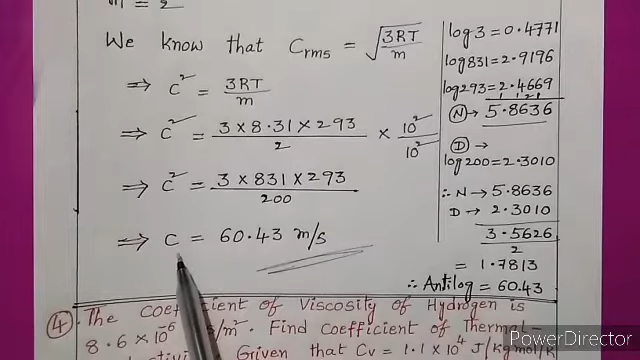 m = 2
We know that Crms = √3RT/m
⇒ c² = 3RT/m
⇒ c² = 3 × 8.31 × 293/2 × 10²/10²
⇒ c² = 3 × 831 × 293/200
⇒ c = 60.43 m/s
log 3 = 0.4771
log 831 = 2.9196
log 293 = 2.4669
(N) → 5.8636
(D) →
log 200 = 2.3010
∴ N → 5.8636
D → 2.3010
3.5626
2
= 1.7813
∴ Antilog = 60.43
(4) The Coefficient of Viscosity of Hydrogen is
8.6 × 10⁻⁶ s/m². Find Coefficient of Thermal-
Given that Cv = 1.1 × 10⁴ J/kgmol/k
PowerDirector